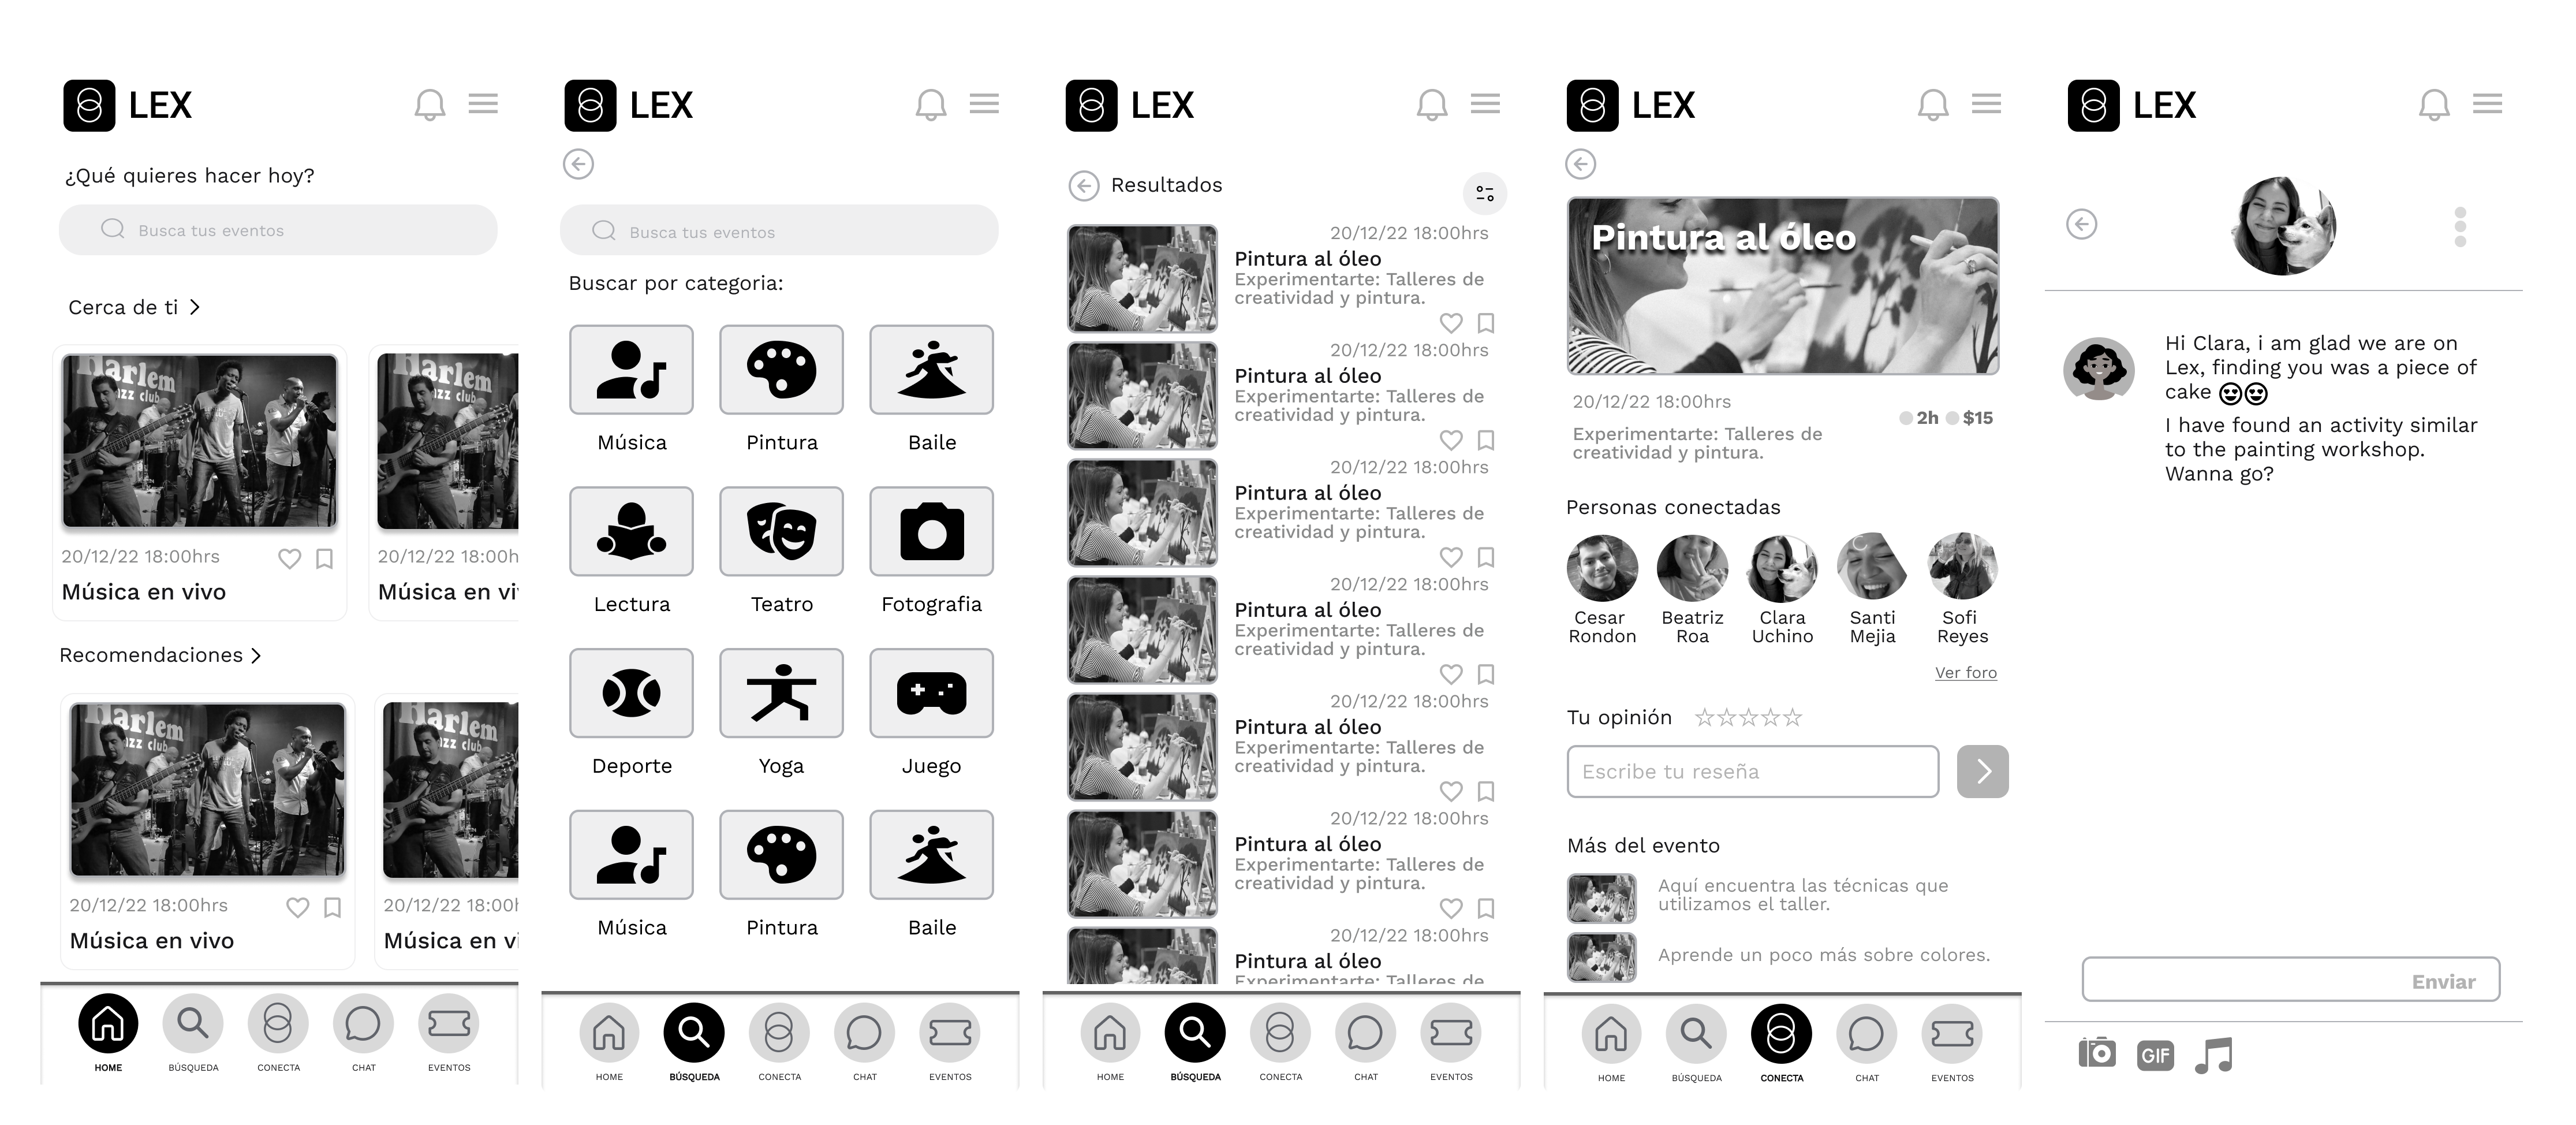 LEX
¿Qué quieres hacer hoy?
Busca tus eventos
Cerca de ti
Harlem
jazz club
Harlem
azz club
20/12/22 18:00hrs
20/12/22 18:00h
Música en vivo
Música en vi
Recomendaciones
Harlem
jazz club
Harlem
azz club
20/12/22 18:00hrs
20/12/22 18:00h
Música en vivo
Música en vi
HOME
BÚSQUEDA
CONECTA
CHAT
EVENTOS
LEX
Busca tus eventos
Buscar por categoria:
Música
Pintura
Baile
Lectura
Teatro
Fotografia
Deporte
Yoga
Juego
Música
Pintura
Baile
HOME
BÚSQUEDA
CONECTA
CHAT
EVENTOS
LEX
Resultados
20/12/22 18:00hrs
Pintura al óleo
Experimentarte: Talleres de
creatividad y pintura.
20/12/22 18:00hrs
Pintura al óleo
Experimentarte: Talleres de
creatividad y pintura.
20/12/22 18:00hrs
Pintura al óleo
Experimentarte: Talleres de
creatividad y pintura.
20/12/22 18:00hrs
Pintura al óleo
Experimentarte: Talleres de
creatividad y pintura.
20/12/22 18:00hrs
Pintura al óleo
Experimentarte: Talleres de
creatividad y pintura.
20/12/22 18:00hrs
Pintura al óleo
Experimentarte: Talleres de
creatividad y pintura.
20/12/22 18:00hrs
Pintura al óleo
Experimentarte: Talleres de
HOME
BÚSQUEDA
CONECTA
CHAT
EVENTOS
LEX
Pintura al óleo
20/12/22 18:00hrs
2h $15
Experimentarte: Talleres de
creatividad y pintura.
Personas conectadas
Cesar
Rondon
Beatriz
Roa
Clara
Uchino
Santi
Mejia
Sofi
Reyes
Ver foro
Tu opinión
Escribe tu reseña
Más del evento
Aquí encuentra las técnicas que
utilizamos el taller.
Aprende un poco más sobre colores.
HOME
BÚSQUEDA
CONECTA
CHAT
EVENTOS
LEX
Hi Clara, i am glad we are on
Lex, finding you was a piece of
cake 😍😍
I have found an activity similar
to the painting workshop.
Wanna go?
Enviar
GIF